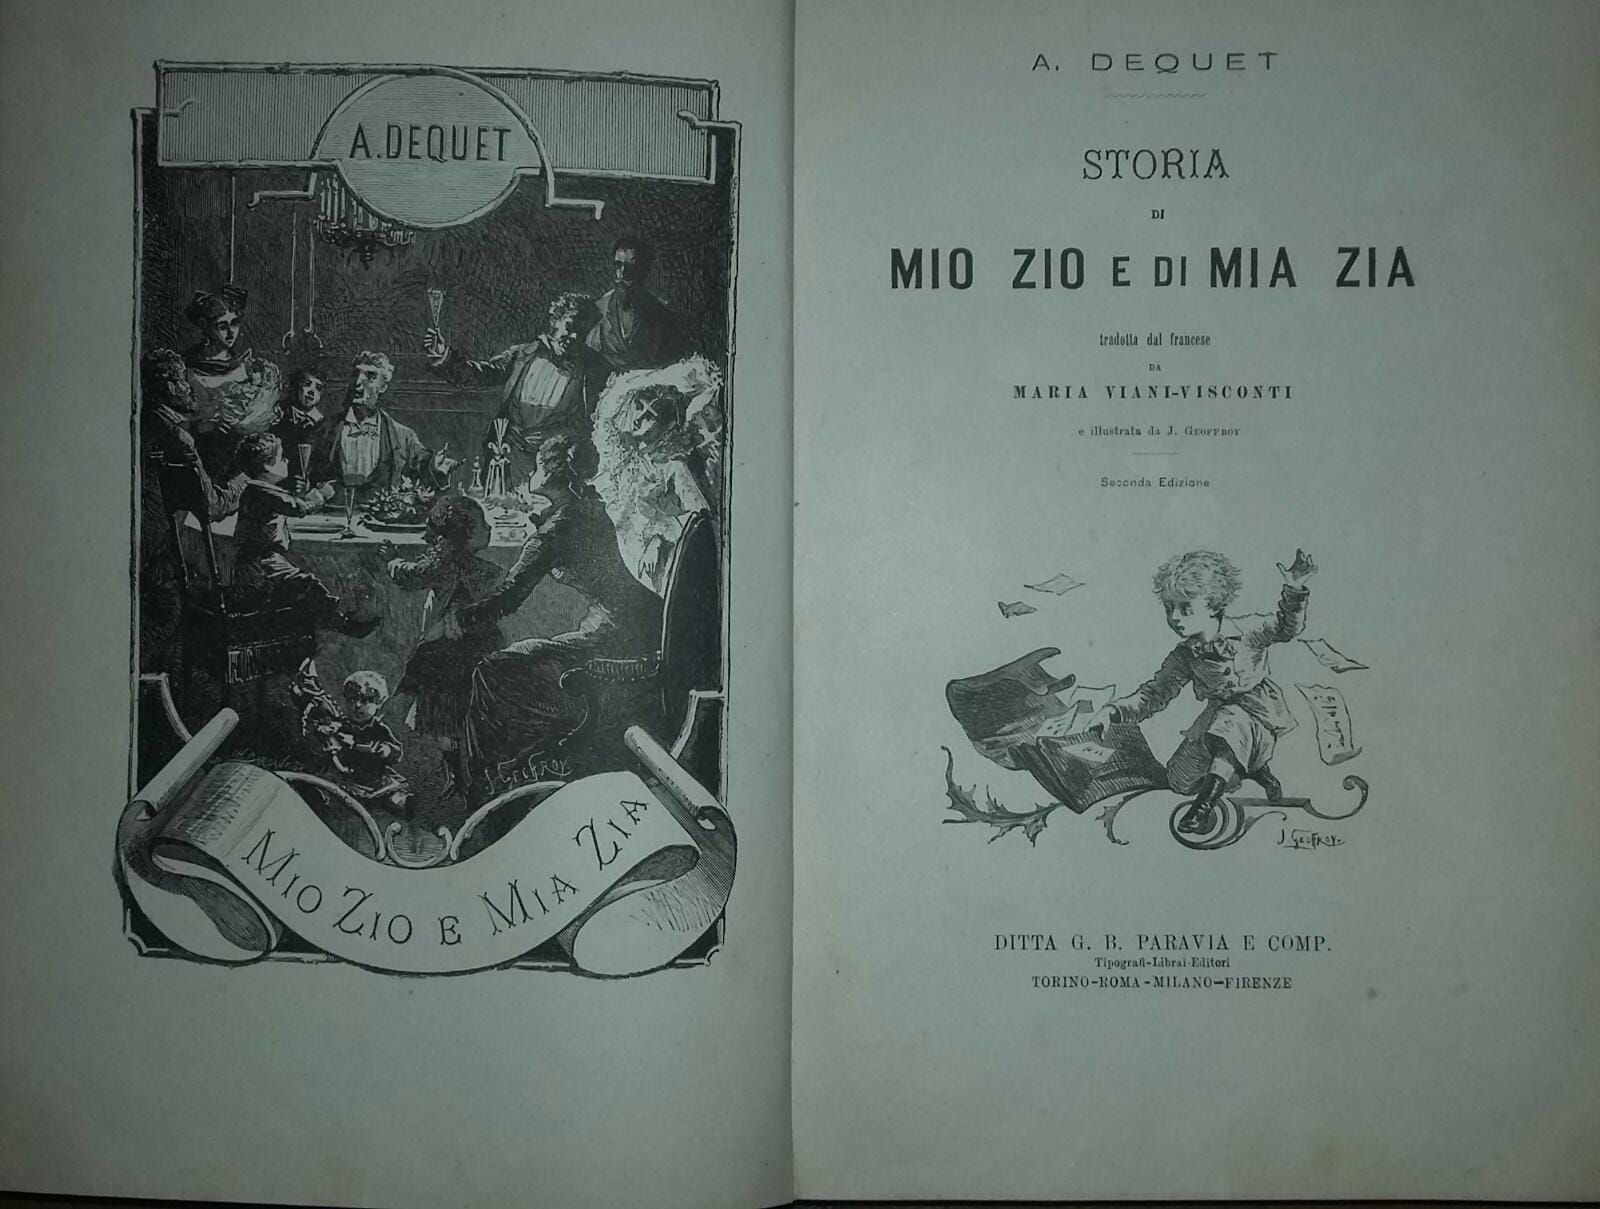 A. DEQUET
J. GEOFFROY
MIO ZIO E MIA ZIA
A. DEQUET
STORIA
DI
MIO ZIO E DI MIA ZIA
tradotta dal francese
DA
MARIA VIANI-VISCONTI
e illustrata da J. GEOFFROY
Seconda Edizione
J. GEOFFROY.
DITTA G. B. PARAVIA E COMP.
Tipografi-Librai-Editori
TORINO-ROMA-MILANO-FIRENZE